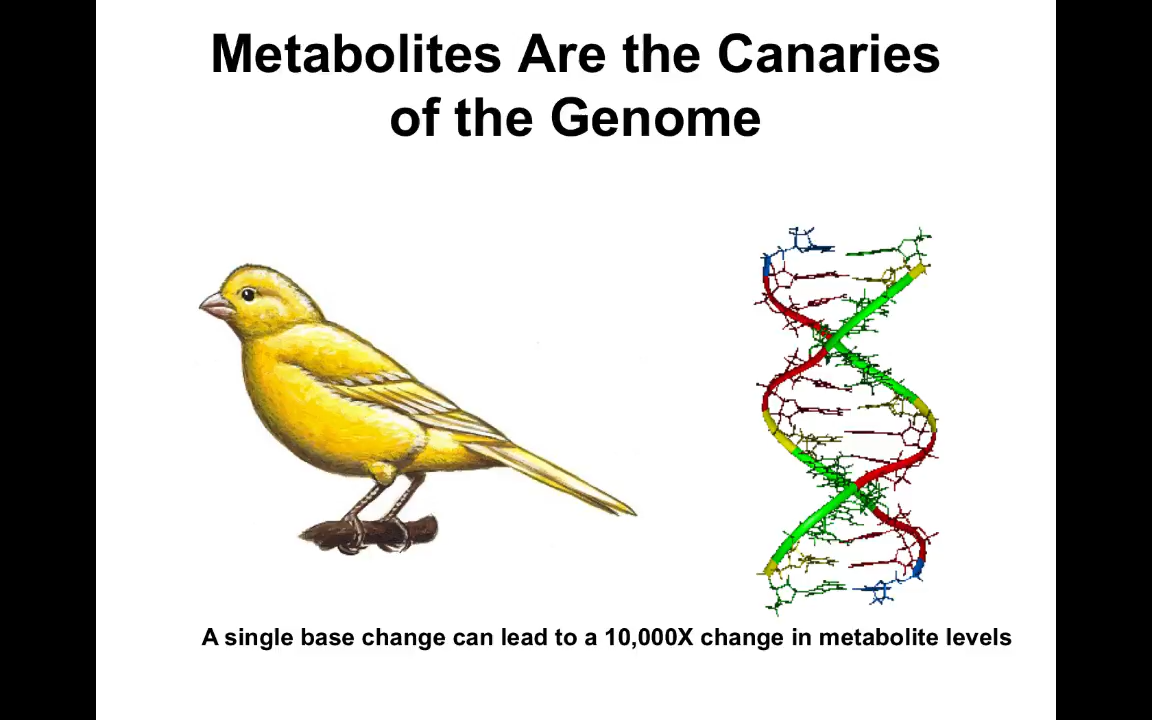 Metabolites Are the Canaries
of the Genome
A single base change can lead to a 10,000X change in metabolite levels